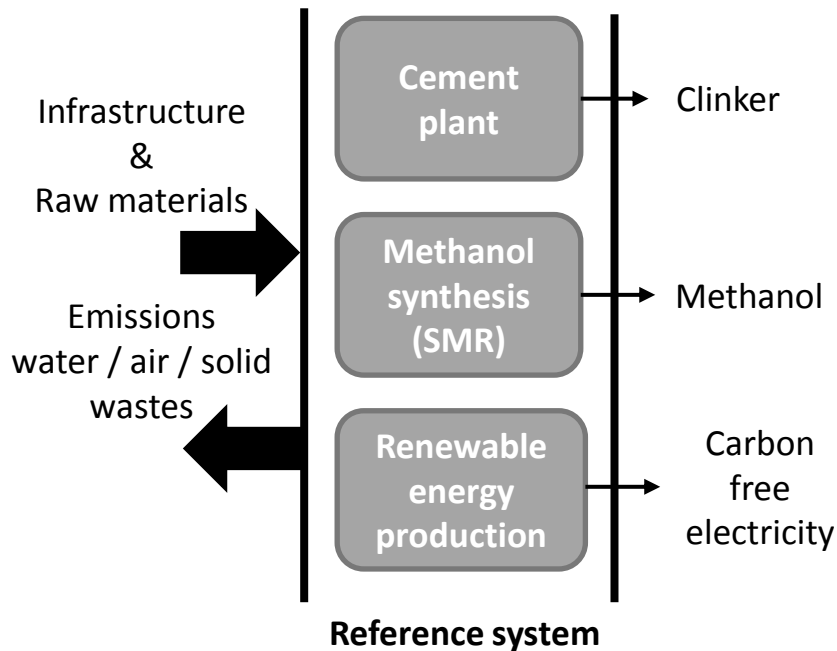 Infrastructure
&
Raw materials
Emissions
water / air / solid
wastes
Cement
plant
Methanol
synthesis
(SMR)
Renewable
energy
production
Clinker
Methanol
Carbon
free
electricity
Reference system